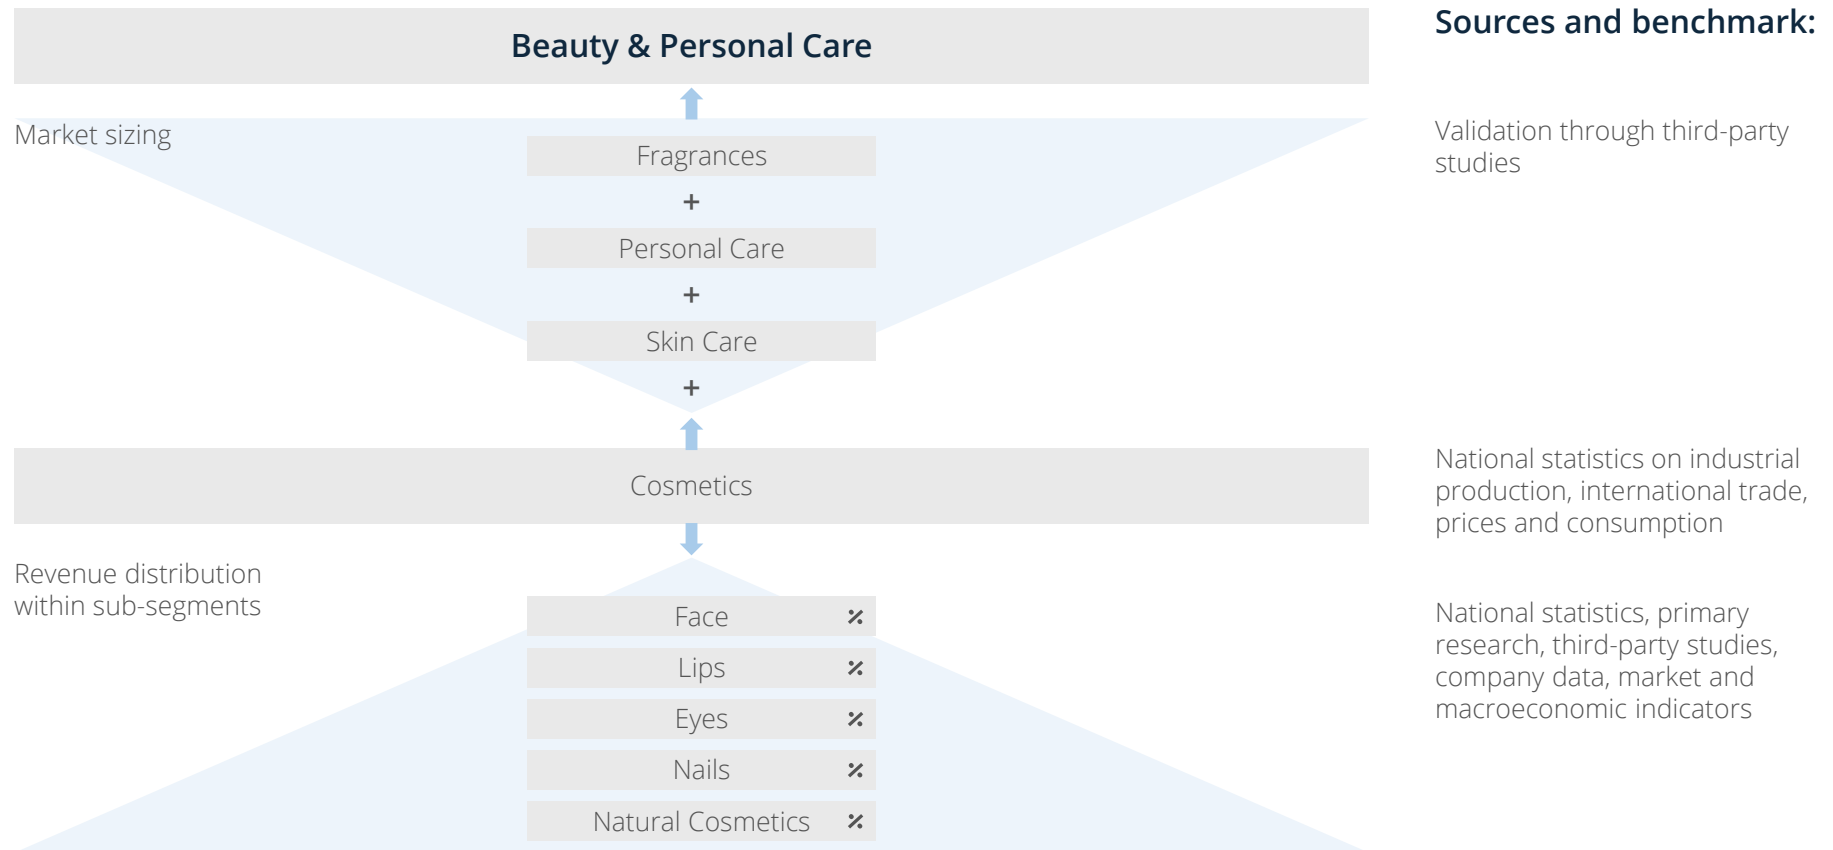 Beauty & Personal Care
Sources and benchmark:
Market sizing
Validation through third-party
studies
Fragrances
+
Personal Care
+
Skin Care
+
Cosmetics
National statistics on industrial
production, international trade,
prices and consumption
Revenue distribution
within sub-segments
National statistics, primary
research, third-party studies,
company data, market and
macroeconomic indicators
Face %
Lips %
Eyes %
Nails %
Natural Cosmetics %